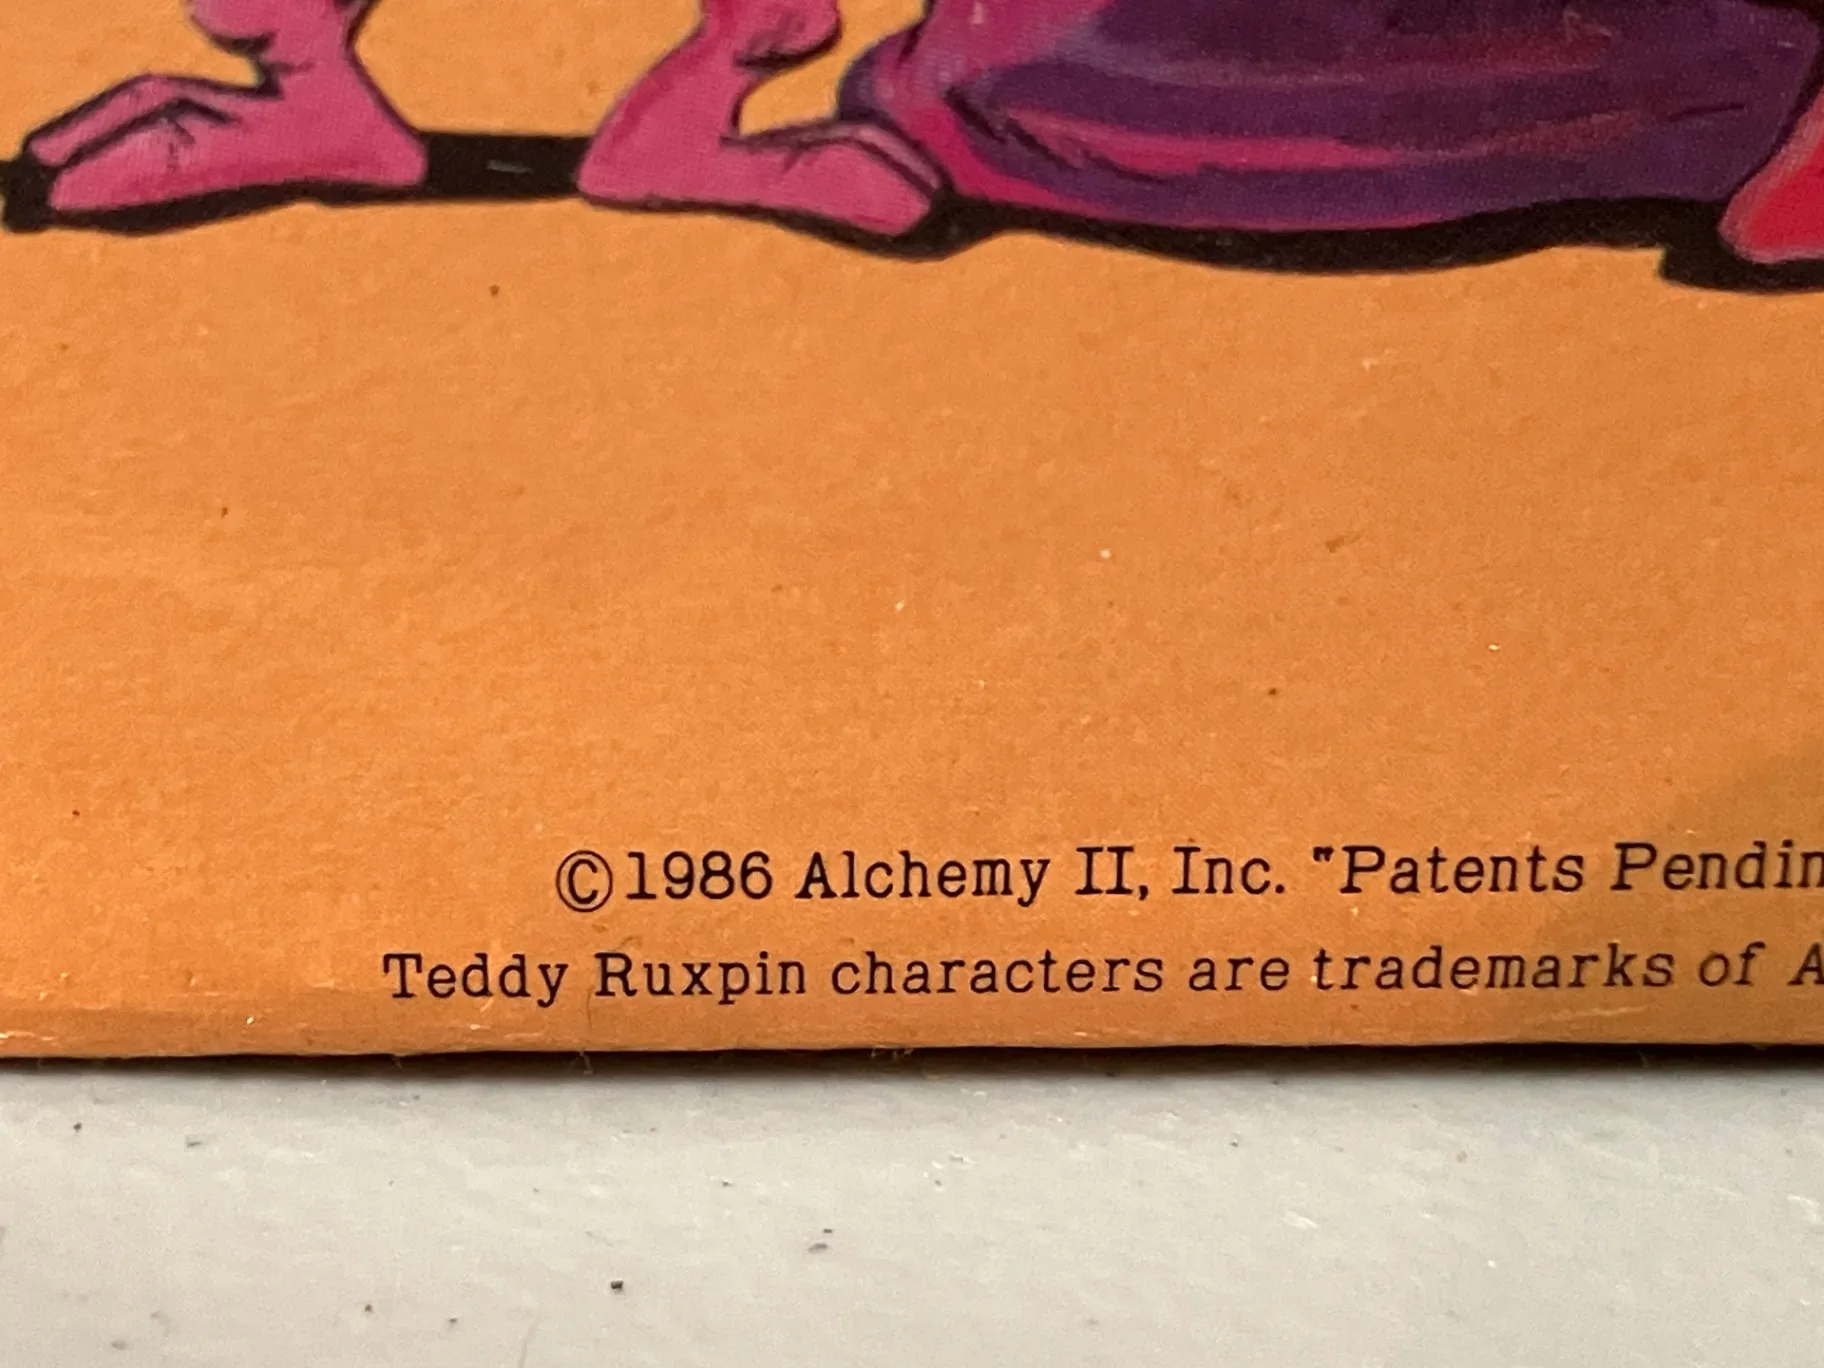 ©1986 Alchemy II, Inc. "Patents Pendin
Teddy Ruxpin characters are trademarks of A